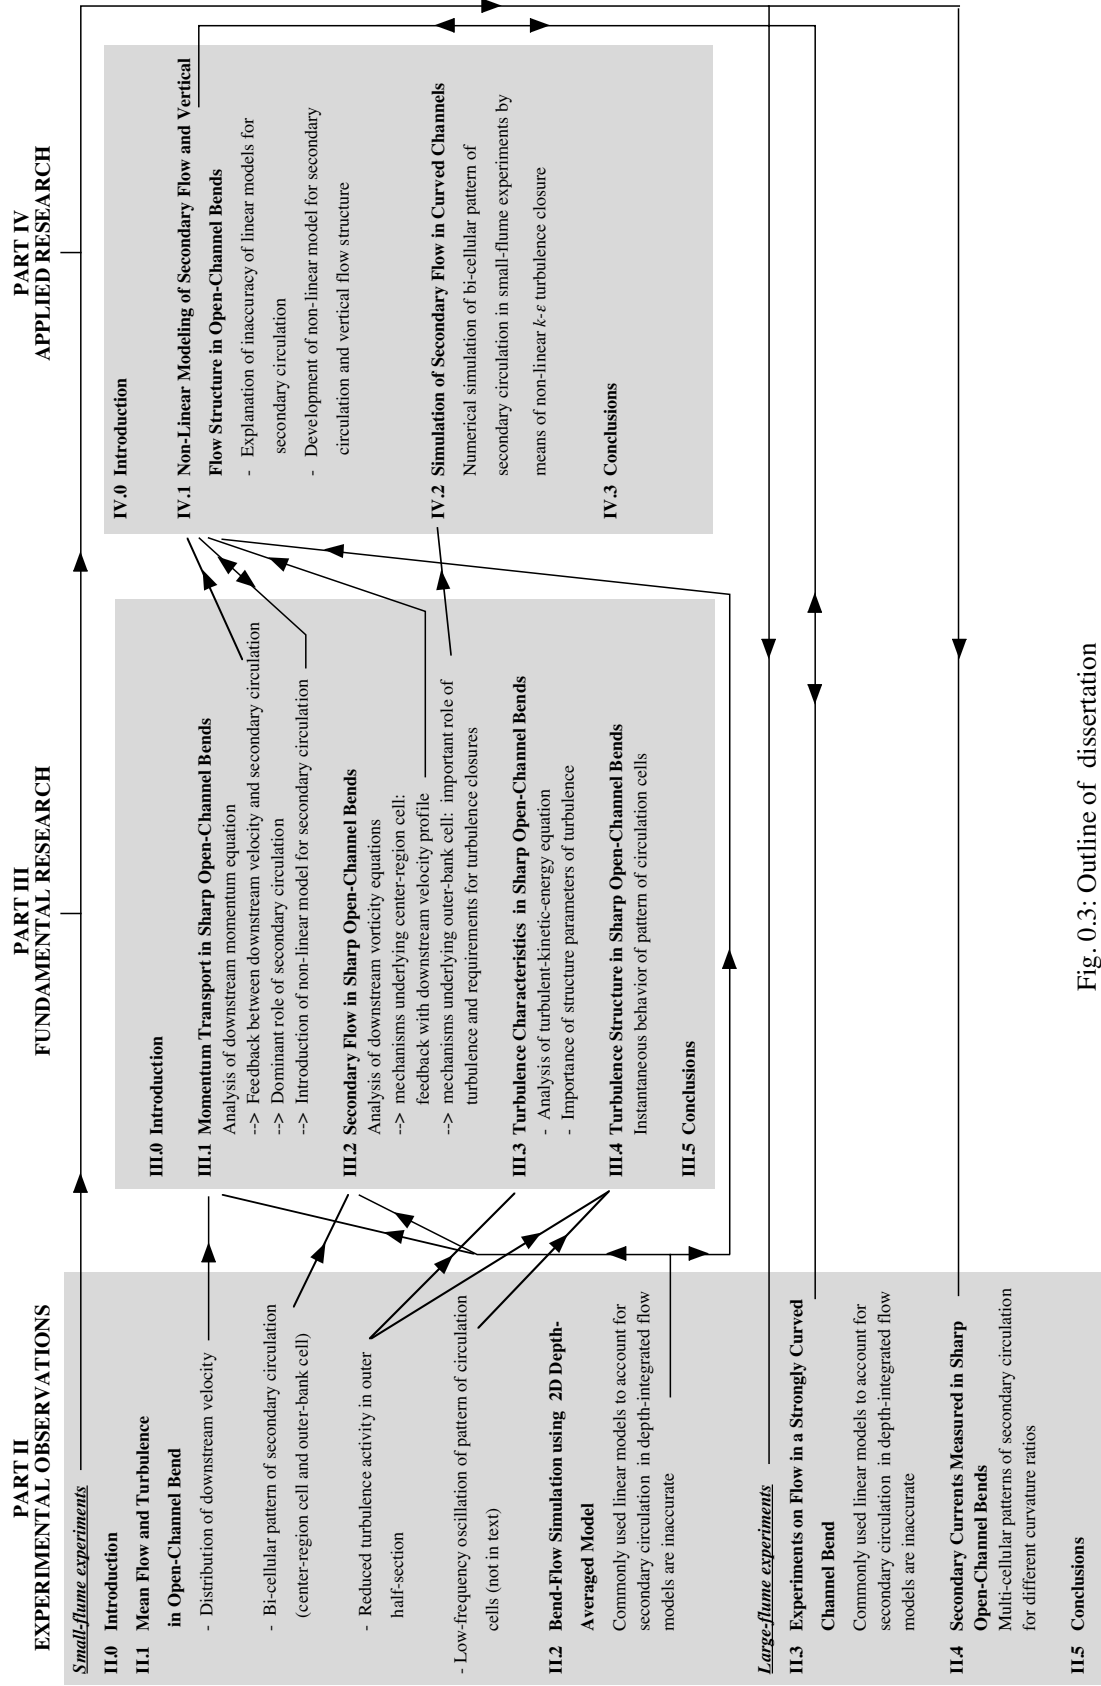 PART II
EXPERIMENTAL OBSERVATIONS
Small-flume experiments
II.0 Introduction
II.1 Mean Flow and Turbulence
in Open-Channel Bend
- Distribution of downstream velocity
- Bi-cellular pattern of secondary circulation
(center-region cell and outer-bank cell)
- Reduced turbulence activity in outer
half-section
- Low-frequency oscillation of pattern of circulation
cells (not in text)
II.2 Bend-Flow Simulation using 2D Depth-
Averaged Model
Commonly used linear models to account for
secondary circulation in depth-integrated flow
models are inaccurate
Large-flume experiments
II.3 Experiments on Flow in a Strongly Curved
Channel Bend
Commonly used linear models to account for
secondary circulation in depth-integrated flow
models are inaccurate
II.4 Secondary Currents Measured in Sharp
Open-Channel Bends
Multi-cellular patterns of secondary circulation
for different curvature ratios
II.5 Conclusions
PART III
FUNDAMENTAL RESEARCH
III.0 Introduction
III.1 Momentum Transport in Sharp Open-Channel Bends
Analysis of downstream momentum equation
--> Feedback between downstream velocity and secondary circulation
--> Dominant role of secondary circulation
--> Introduction of non-linear model for secondary circulation
III.2 Secondary Flow in Sharp Open-Channel Bends
Analysis of downstream vorticity equations
--> mechanisms underlying center-region cell:
feedback with downstream velocity profile
--> mechanisms underlying outer-bank cell: important role of
turbulence and requirements for turbulence closures
III.3 Turbulence Characteristics in Sharp Open-Channel Bends
- Analysis of turbulent-kinetic-energy equation
- Importance of structure parameters of turbulence
III.4 Turbulence Structure in Sharp Open-Channel Bends
Instantaneous behavior of pattern of circulation cells
III.5 Conclusions
PART IV
APPLIED RESEARCH
IV.0 Introduction
IV.1 Non-Linear Modeling of Secondary Flow and Vertical
Flow Structure in Open-Channel Bends
- Explanation of inaccuracy of linear models for
secondary circulation
- Development of non-linear model for secondary
circulation and vertical flow structure
IV.2 Simulation of Secondary Flow in Curved Channels
Numerical simulation of bi-cellular pattern of
secondary circulation in small-flume experiments by
means of non-linear k-ε turbulence closure
IV.3 Conclusions
Fig. 0.3: Outline of dissertation